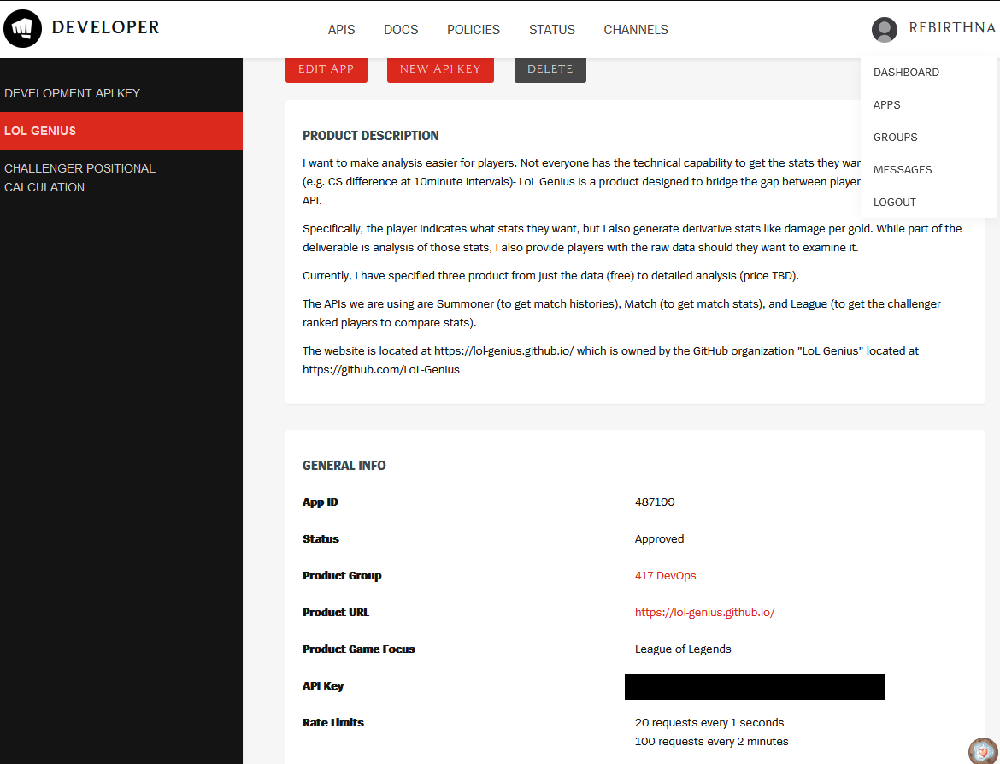 DEVELOPER
APIS DOCS POLICIES STATUS CHANNELS
REBIRTHNA
DASHBOARD
APPS
GROUPS
MESSAGES
LOGOUT
DEVELOPMENT API KEY
LOL GENIUS
CHALLENGER POSITIONAL
CALCULATION
EDIT APP NEW API KEY DELETE
PRODUCT DESCRIPTION
I want to make analysis easier for players. Not everyone has the technical capability to get the stats they
(e.g. CS difference at 10minute intervals)- LoL Genius is a product designed to bridge the gap between
API.
Specifically, the player indicates what stats they want, but I also generate derivative stats like damage per gold. While part of the
deliverable is analysis of those stats, I also provide players with the raw data should they want to examine it.
Currently, I have specified three product from just the data (free) to detailed analysis (price TBD).
The APIs we are using are Summoner (to get match histories), Match (to get match stats), and League (to get the challenger
ranked players to compare stats).
The website is located at https://lol-genius.github.io/ which is owned by the GitHub organization "LoL Genius" located at
https://github.com/LoL-Genius
GENERAL INFO
App ID 487199
Status Approved
Product Group 417 DevOps
Product URL https://lol-genius.github.io/
Product Game Focus League of Legends
API Key
Rate Limits 20 requests every 1 seconds
100 requests every 2 minutes